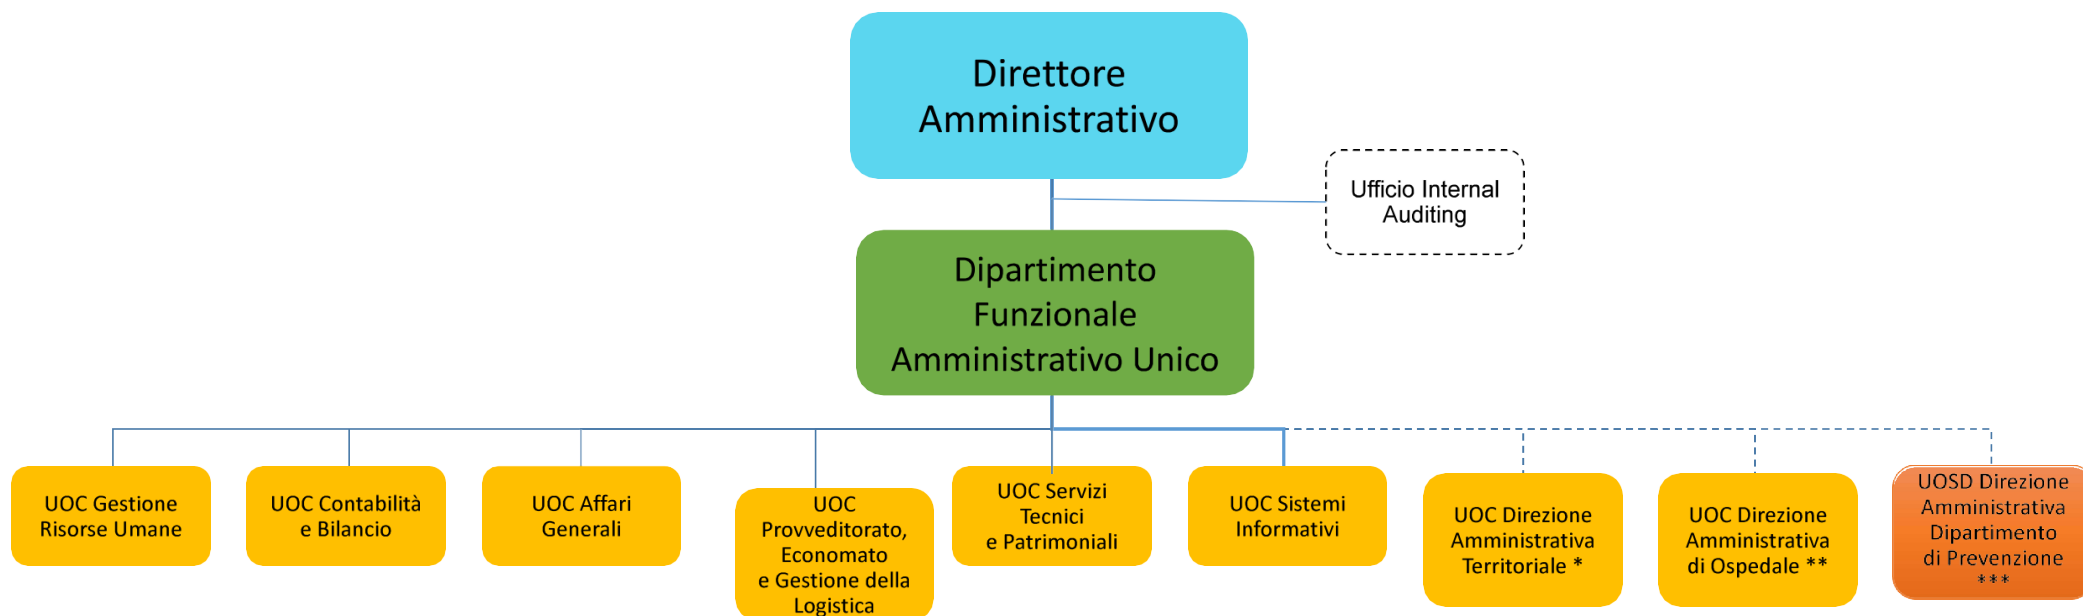 Direttore
Amministrativo
Ufficio Internal
Auditing
Dipartimento
Funzionale
Amministrativo Unico
UOC Gestione
Risorse Umane
UOC Contabilità
e Bilancio
UOC Affari
Generali
UOC
Provveditorato,
Economato
e Gestione della
Logistica
UOC Servizi
Tecnici
e Patrimoniali
UOC Sistemi
Informativi
UOC Direzione
Amministrativa
Territoriale *
UOC Direzione
Amministrativa
di Ospedale **
UOSD Direzione
Amministrativa
Dipartimento
di Prevenzione
***